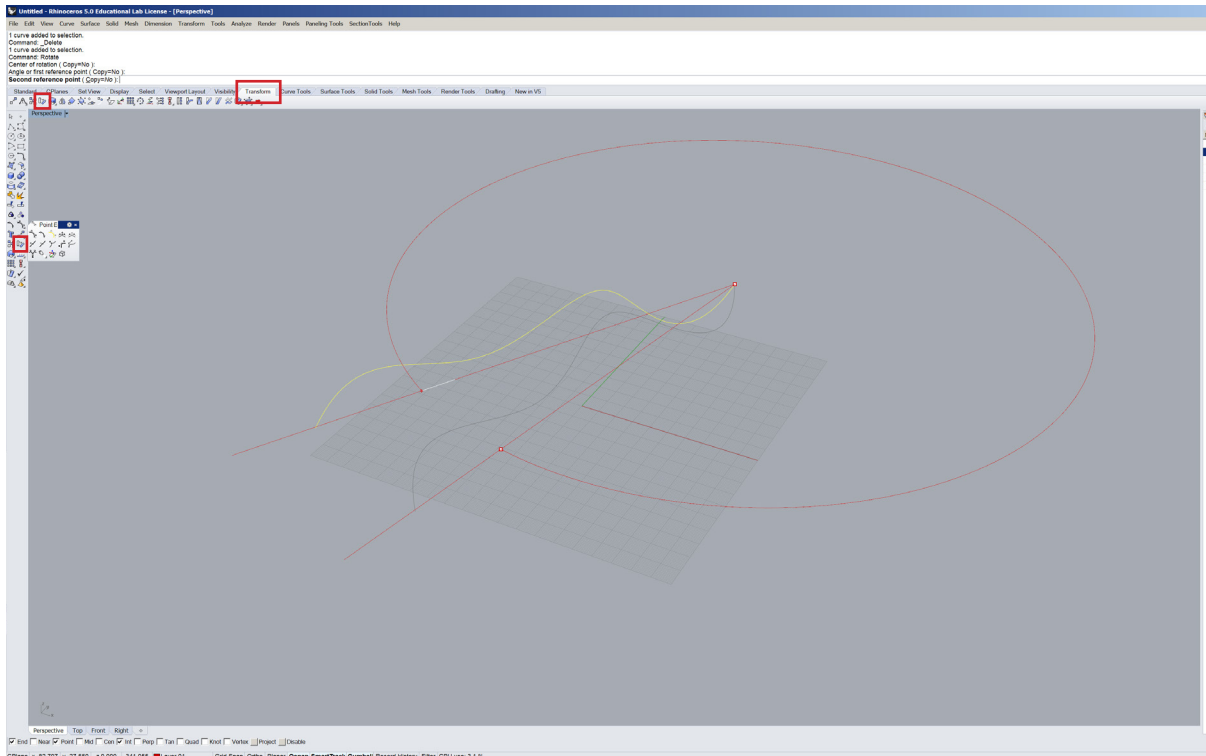 Untitled - Rhinoceros 5.0 Educational Lab License - [Perspective]
File Edit View Curve Surface Solid Mesh Dimension Transform Tools Analyze Render Panels Paneling Tools SectionTools Help
1 curve added to selection.
Command: _Delete
1 curve added to selection.
Command: Rotate
Center of rotation ( Copy=No ):
Angle or first reference point ( Copy=No ):
Second reference point ( Copy=No ):
Standard CPlanes Set View Display Select Viewport Layout Visibility Transform Curve Tools Surface Tools Solid Tools Mesh Tools Render Tools Drafting New in V5
Perspective
Point E
Perspective Top Front Right
End Near Point Mid Cen Int Perp Tan Quad Knot Vertex Project Disable